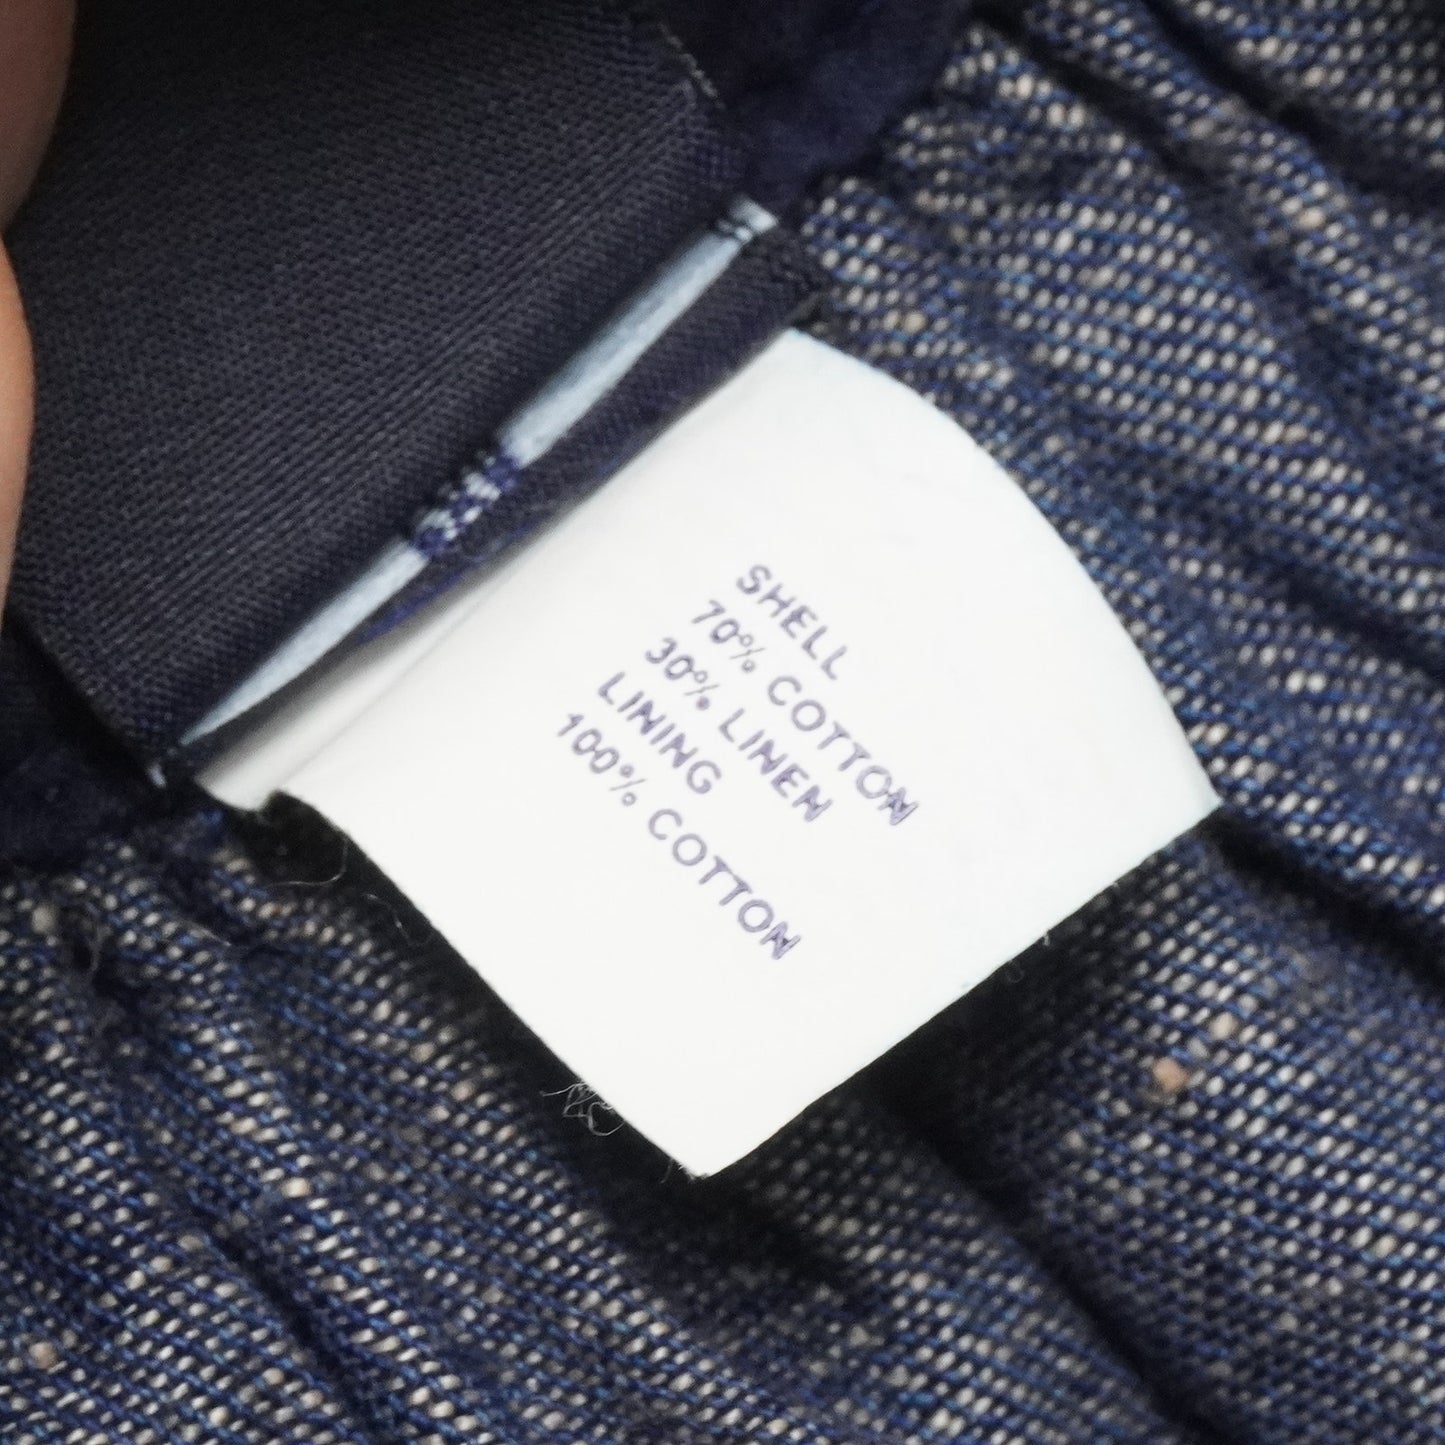 SHELL
70% COTTON
30% LINEN
LINING
100% COTTON